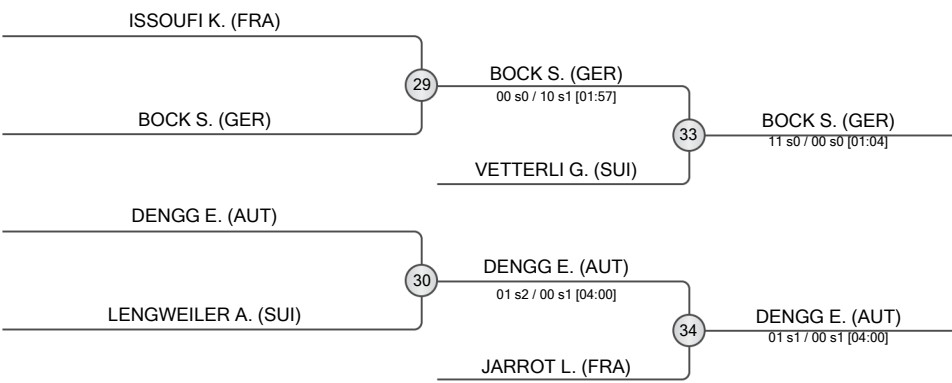 ISSOUFI K. (FRA)
29
BOCK S. (GER)
00 s0 / 10 s1 [01:57]
BOCK S. (GER)
33
BOCK S. (GER)
11 s0 / 00 s0 [01:04]
VETTERLI G. (SUI)
DENGG E. (AUT)
30
DENGG E. (AUT)
01 s2 / 00 s1 [04:00]
LENGWEILER A. (SUI)
34
DENGG E. (AUT)
01 s1 / 00 s1 [04:00]
JARROT L. (FRA)